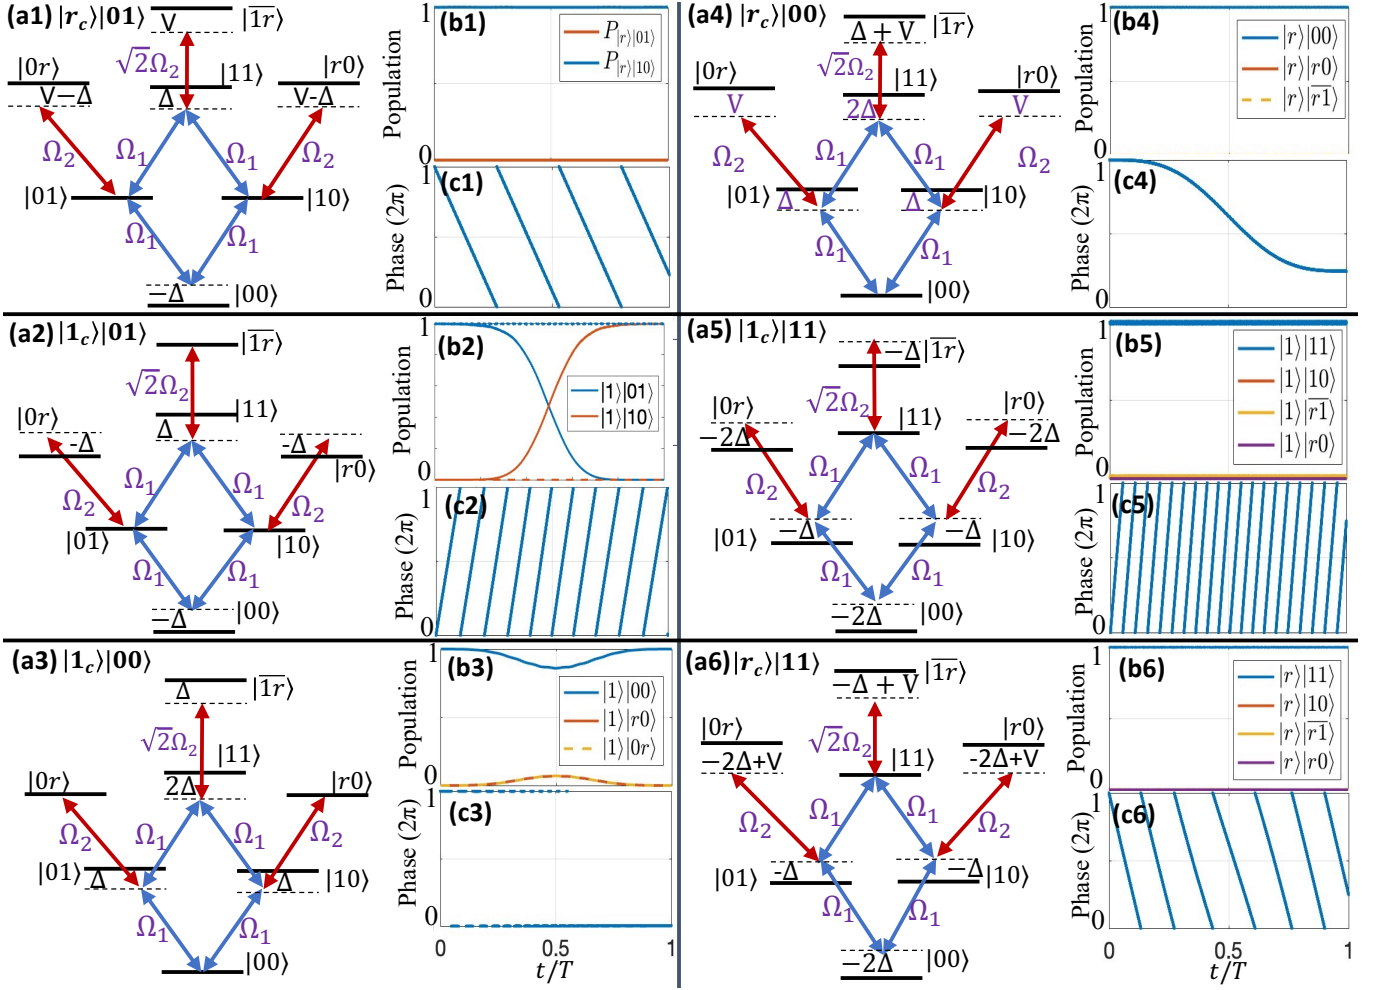 (a1) |r_c⟩|01⟩
V
|1̅r̅⟩
√2Ω₂
|0r⟩
|11⟩
|r0⟩
V−Δ
Δ
V-Δ
Ω₂
Ω₁
Ω₁
Ω₂
|01⟩
|10⟩
Ω₁
Ω₁
−Δ
|00⟩
(b1)
1
Population
0
P|r⟩|01⟩
P|r⟩|10⟩
(c1)
1
Phase (2π)
0
(a2) |1_c⟩|01⟩
|1̅r̅⟩
√2Ω₂
|0r⟩
|11⟩
-Δ
Δ
-Δ
|r0⟩
Ω₂
Ω₁
Ω₁
Ω₂
|01⟩
|10⟩
Ω₁
Ω₁
−Δ
|00⟩
(b2)
1
Population
0
|1⟩|01⟩
|1⟩|10⟩
(c2)
1
Phase (2π)
0
(a3) |1_c⟩|00⟩
Δ
|1̅r̅⟩
√2Ω₂
|11⟩
|0r⟩
2Δ
|r0⟩
Ω₂
Ω₁
Ω₁
Ω₂
|01⟩
Δ
Δ
|10⟩
Ω₁
Ω₁
|00⟩
(b3)
1
Population
0
|1⟩|00⟩
|1⟩|r0⟩
|1⟩|0r⟩
(c3)
1
Phase (2π)
0
0
0.5
1
t/T
(a4) |r_c⟩|00⟩
Δ + V
|1̅r̅⟩
√2Ω₂
|0r⟩
|11⟩
|r0⟩
V
2Δ
V
Ω₂
Ω₁
Ω₁
Ω₂
|01⟩
Δ
Δ
|10⟩
Ω₁
Ω₁
|00⟩
(b4)
1
Population
0
|r⟩|00⟩
|r⟩|r0⟩
|r⟩|r̅1̅⟩
(c4)
1
Phase (2π)
0
(a5) |1_c⟩|11⟩
−Δ
|1̅r̅⟩
√2Ω₂
|0r⟩
|11⟩
|r0⟩
−2Δ
−2Δ
Ω₂
Ω₁
Ω₁
Ω₂
|01⟩
−Δ
−Δ
|10⟩
Ω₁
Ω₁
−2Δ
|00⟩
(b5)
1
Population
0
|1⟩|11⟩
|1⟩|10⟩
|1⟩|r̅1̅⟩
|1⟩|r0⟩
(c5)
1
Phase (2π)
0
(a6) |r_c⟩|11⟩
−Δ + V
|1̅r̅⟩
√2Ω₂
|0r⟩
|11⟩
|r0⟩
−2Δ+V
-2Δ+V
Ω₂
Ω₁
Ω₁
Ω₂
|01⟩
-Δ
−Δ
|10⟩
Ω₁
Ω₁
−2Δ
|00⟩
(b6)
1
Population
0
|r⟩|11⟩
|r⟩|10⟩
|r⟩|r̅1̅⟩
|r⟩|r0⟩
(c6)
1
Phase (2π)
0
0
0.5
1
t/T